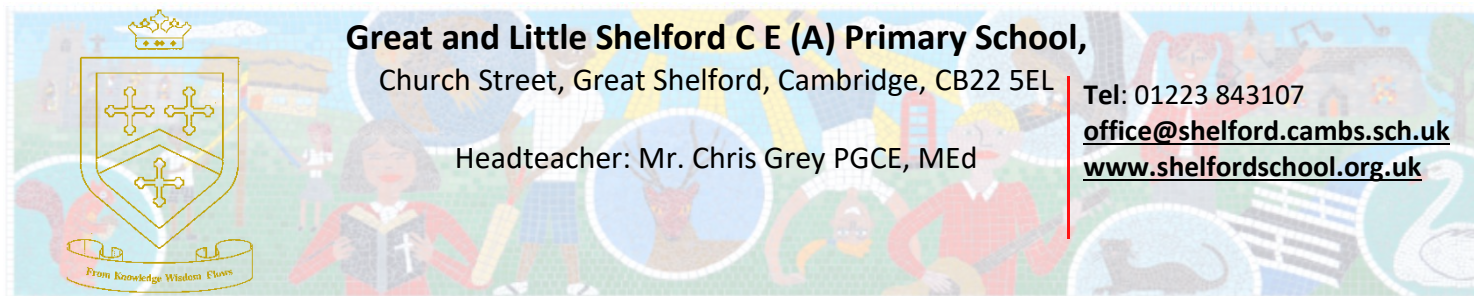 Great and Little Shelford C E (A) Primary School,
Church Street, Great Shelford, Cambridge, CB22 5EL
Headteacher: Mr. Chris Grey PGCE, MEd
Tel: 01223 843107
office@shelford.cambs.sch.uk
www.shelfordschool.org.uk
From Knowledge Wisdom Flows